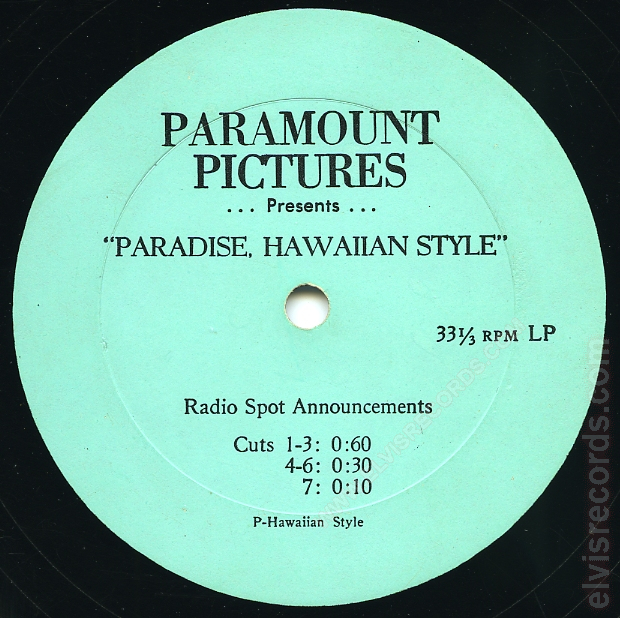 PARAMOUNT
PICTURES
... Presents ...
“PARADISE, HAWAIIAN STYLE”
33⅓ RPM LP
Radio Spot Announcements
Cuts 1-3: 0:60
4-6: 0:30
7: 0:10
P-Hawaiian Style
www.ELVISRECORDS.COM
elvisrecords.com